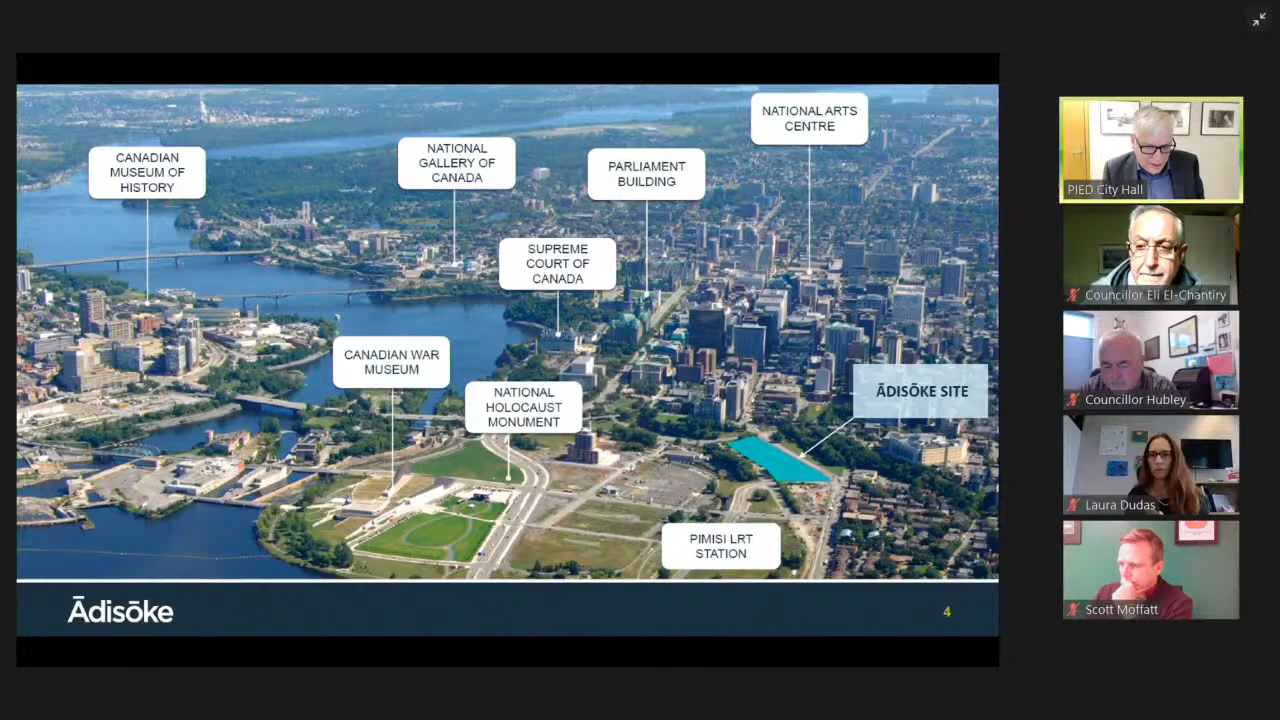 NATIONAL ARTS
CENTRE
NATIONAL
GALLERY OF
CANADA
CANADIAN
MUSEUM OF
HISTORY
PARLIAMENT
BUILDING
SUPREME
COURT OF
CANADA
CANADIAN WAR
MUSEUM
NATIONAL
HOLOCAUST
MONUMENT
ĀDISŌKE SITE
PIMISI LRT
STATION
Ādisōke
4
PIED City Hall
Councillor Eli El-Chantiry
Councillor Hubley
Laura Dudas
Scott Moffatt